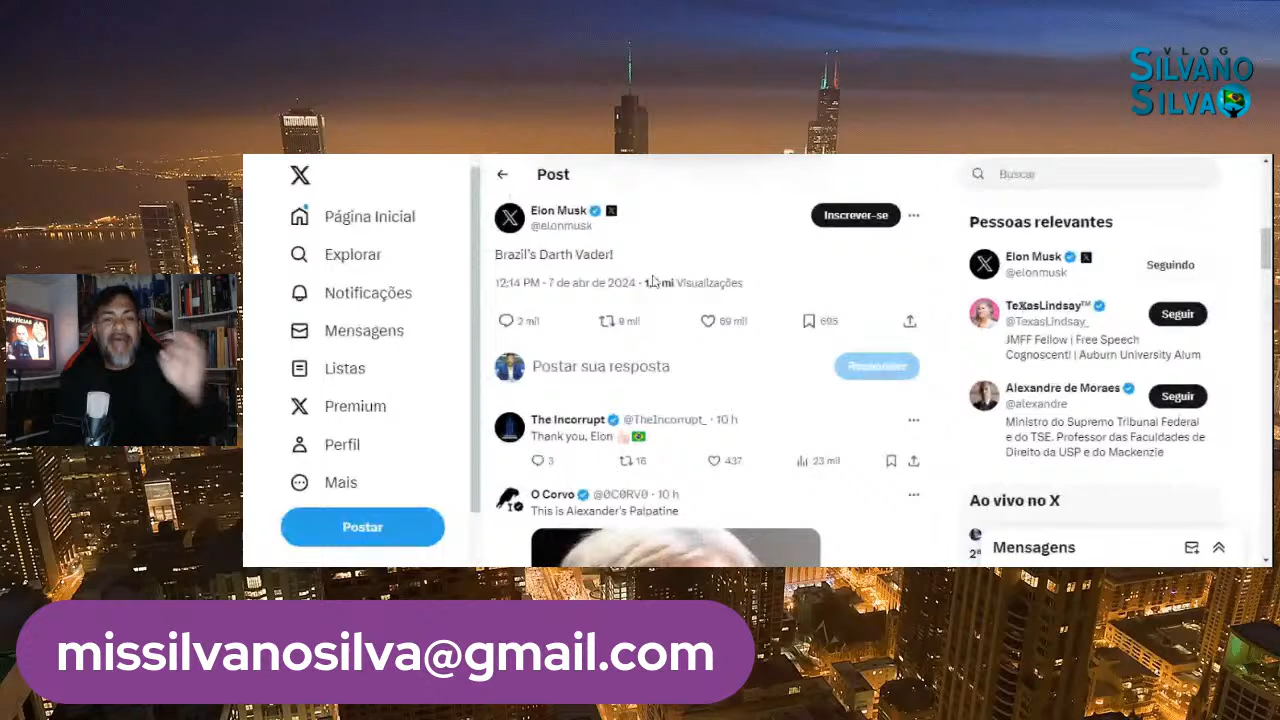 VLOG
SILVANO
SILVA
Página Inicial
Explorar
Notificações
Mensagens
Listas
Premium
Perfil
Mais
Postar
Post
Elon Musk
@elonmusk
Inscrever-se
Brazil's Darth Vader!
12:14 PM · 7 de abr de 2024 · mi Visualizações
2 mil
9 mil
69 mil
695
Postar sua resposta
Responder
The Incorrupt @TheIncorrupt_ · 10 h
Thank you, Elon
3
16
437
23 mil
O Corvo @0C0RV0 · 10 h
This is Alexander's Palpatine
Buscar
Pessoas relevantes
Elon Musk
@elonmusk
Seguindo
TeXasLindsay™
@TexasLindsay_
Seguir
JMFF Fellow | Free Speech
Cognoscenti | Auburn University Alum
Alexandre de Moraes
@alexandre
Seguir
Ministro do Supremo Tribunal Federal
e do TSE. Professor das Faculdades de
Direito da USP e do Mackenzie
Ao vivo no X
Mensagens
NOTÍCIAS
missilvanosilva@gmail.com